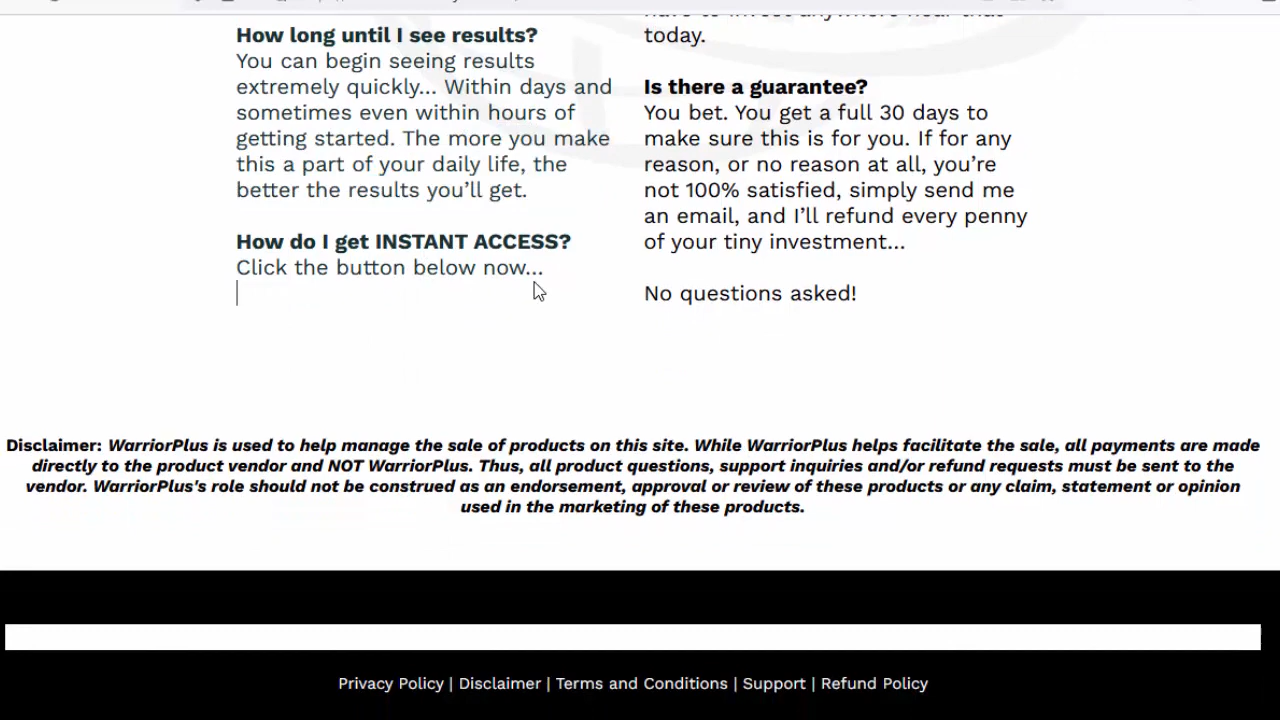 How long until I see results?
You can begin seeing results
extremely quickly... Within days and
sometimes even within hours of
getting started. The more you make
this a part of your daily life, the
better the results you’ll get.
How do I get INSTANT ACCESS?
Click the button below now...
today.
Is there a guarantee?
You bet. You get a full 30 days to
make sure this is for you. If for any
reason, or no reason at all, you’re
not 100% satisfied, simply send me
an email, and I’ll refund every penny
of your tiny investment...
No questions asked!
Disclaimer: WarriorPlus is used to help manage the sale of products on this site. While WarriorPlus helps facilitate the sale, all payments are made
directly to the product vendor and NOT WarriorPlus. Thus, all product questions, support inquiries and/or refund requests must be sent to the
vendor. WarriorPlus's role should not be construed as an endorsement, approval or review of these products or any claim, statement or opinion
used in the marketing of these products.
Privacy Policy | Disclaimer | Terms and Conditions | Support | Refund Policy